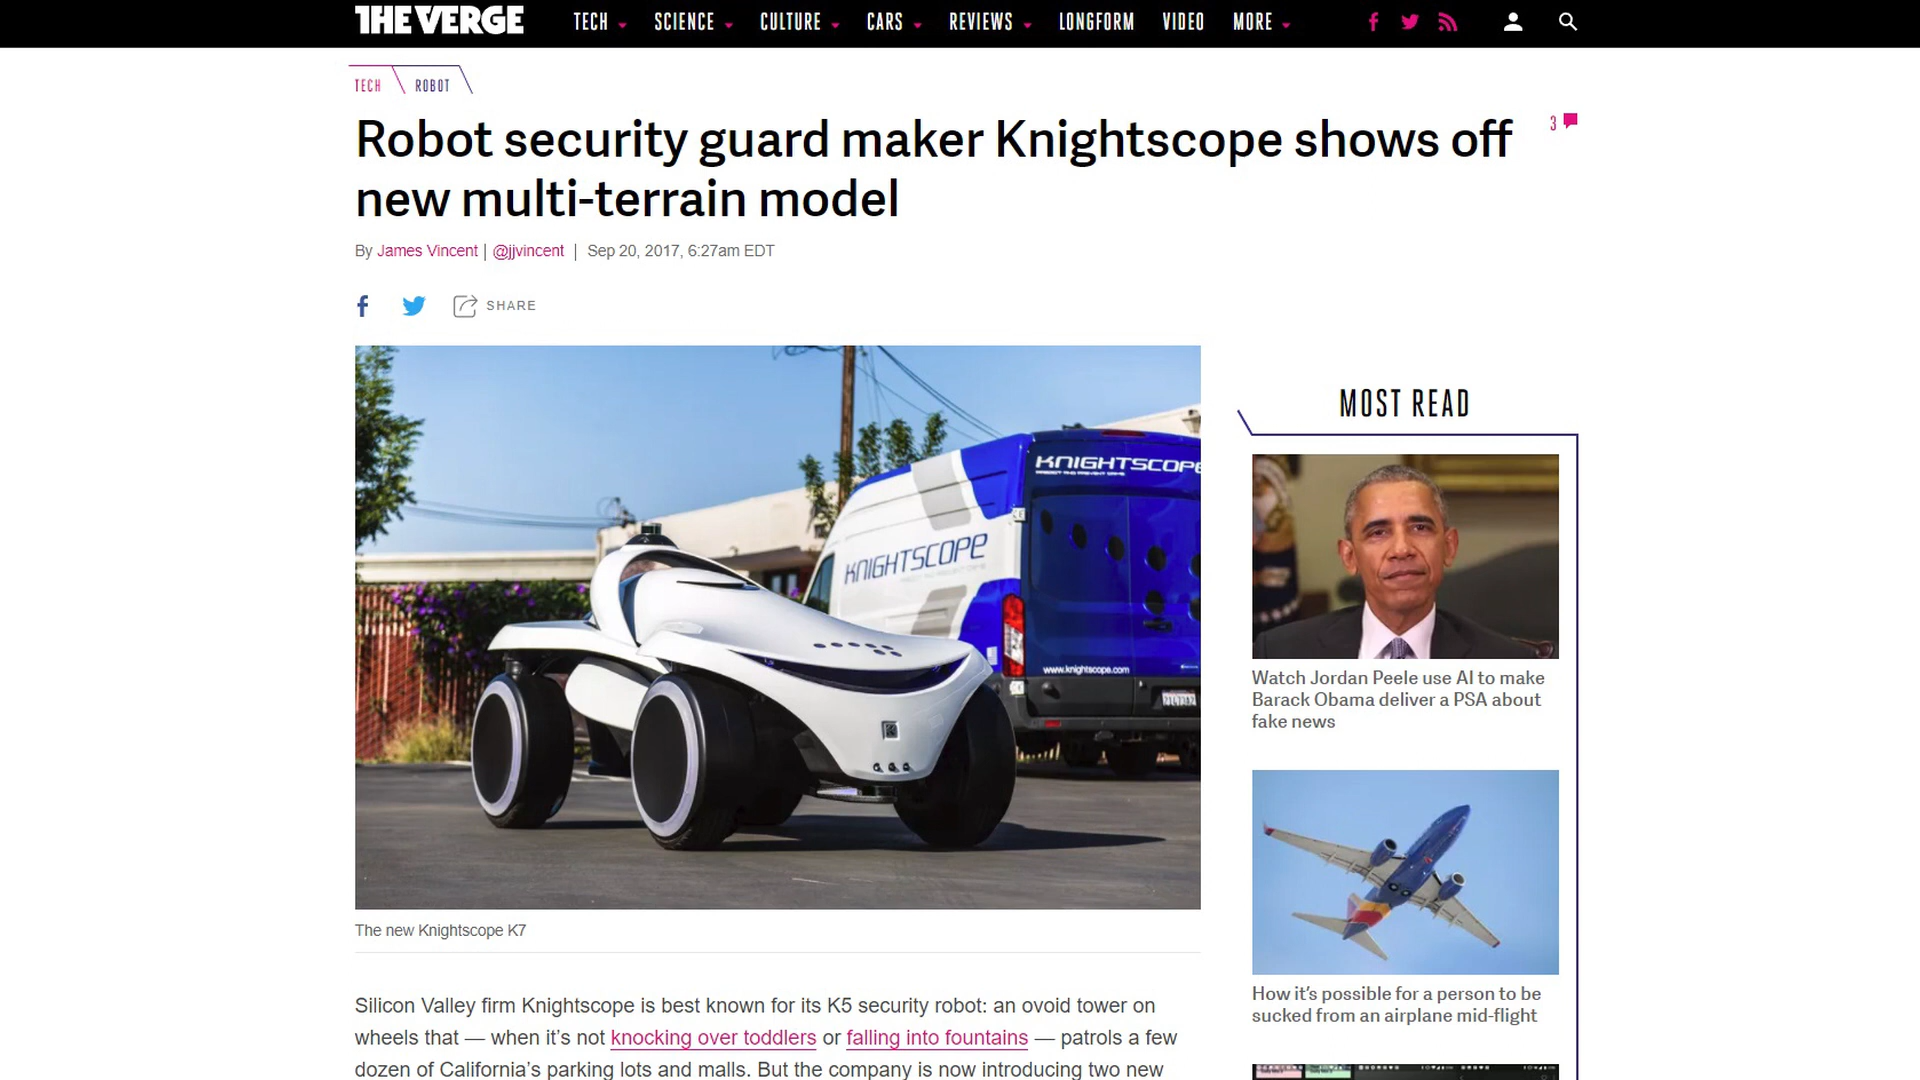 THE VERGE
TECH SCIENCE CULTURE CARS REVIEWS LONGFORM VIDEO MORE
TECH ROBOT
Robot security guard maker Knightscope shows off
new multi-terrain model
3
By James Vincent | @jjvincent | Sep 20, 2017, 6:27am EDT
SHARE
KNIGHTSCOPE
KNIGHTSCOPE
www.knightscope.com
The new Knightscope K7
Silicon Valley firm Knightscope is best known for its K5 security robot: an ovoid tower on
wheels that — when it’s not knocking over toddlers or falling into fountains — patrols a few
dozen of California’s parking lots and malls. But the company is now introducing two new
MOST READ
Watch Jordan Peele use AI to make
Barack Obama deliver a PSA about
fake news
How it’s possible for a person to be
sucked from an airplane mid-flight